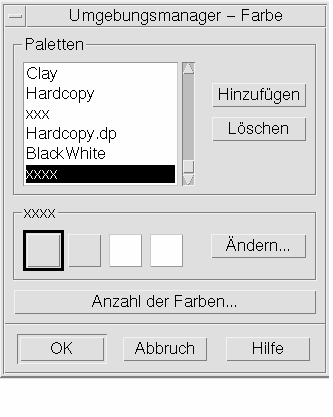 Umgebungsmanager – Farbe
Paletten
Clay
Hardcopy
xxx
Hardcopy.dp
BlackWhite
xxxx
Hinzufügen
Löschen
xxxx
Ändern...
Anzahl der Farben...
OK
Abbruch
Hilfe